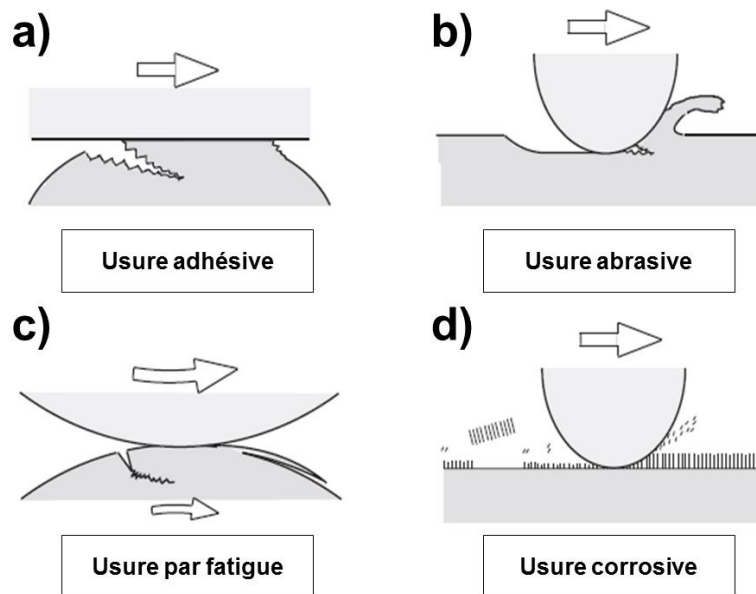 a)
b)
Usure adhésive
Usure abrasive
c)
d)
Usure par fatigue
Usure corrosive